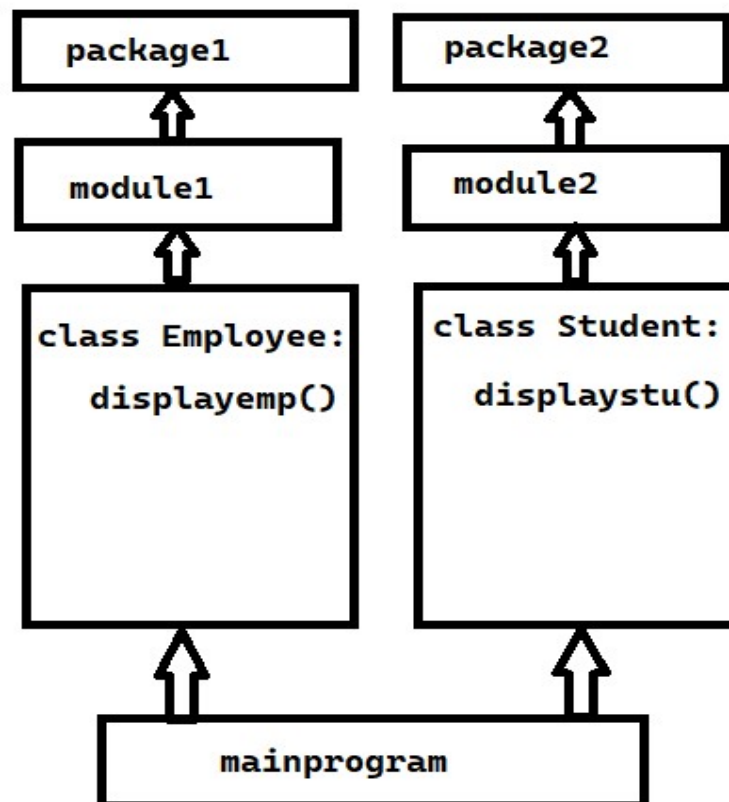 package1
package2
module1
module2
class Employee:
displayemp()
class Student:
displaystu()
mainprogram